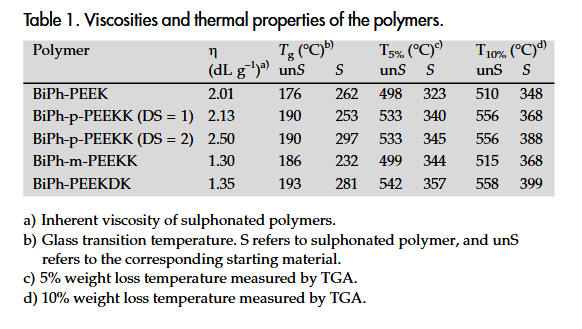 Table 1. Viscosities and thermal properties of the polymers.
Polymer η Tg (°C)b) T5% (°C)c) T10% (°C)d)
(dL g-1)a) unS S unS S unS S
BiPh-PEEK 2.01 176 262 498 323 510 348
BiPh-p-PEEKK (DS = 1) 2.13 190 253 533 340 556 368
BiPh-p-PEEKK (DS = 2) 2.50 190 297 533 345 556 388
BiPh-m-PEEKK 1.30 186 232 499 344 515 368
BiPh-PEEKDK 1.35 193 281 542 357 558 399
a) Inherent viscosity of sulphonated polymers.
b) Glass transition temperature. S refers to sulphonated polymer, and unS
refers to the corresponding starting material.
c) 5% weight loss temperature measured by TGA.
d) 10% weight loss temperature measured by TGA.